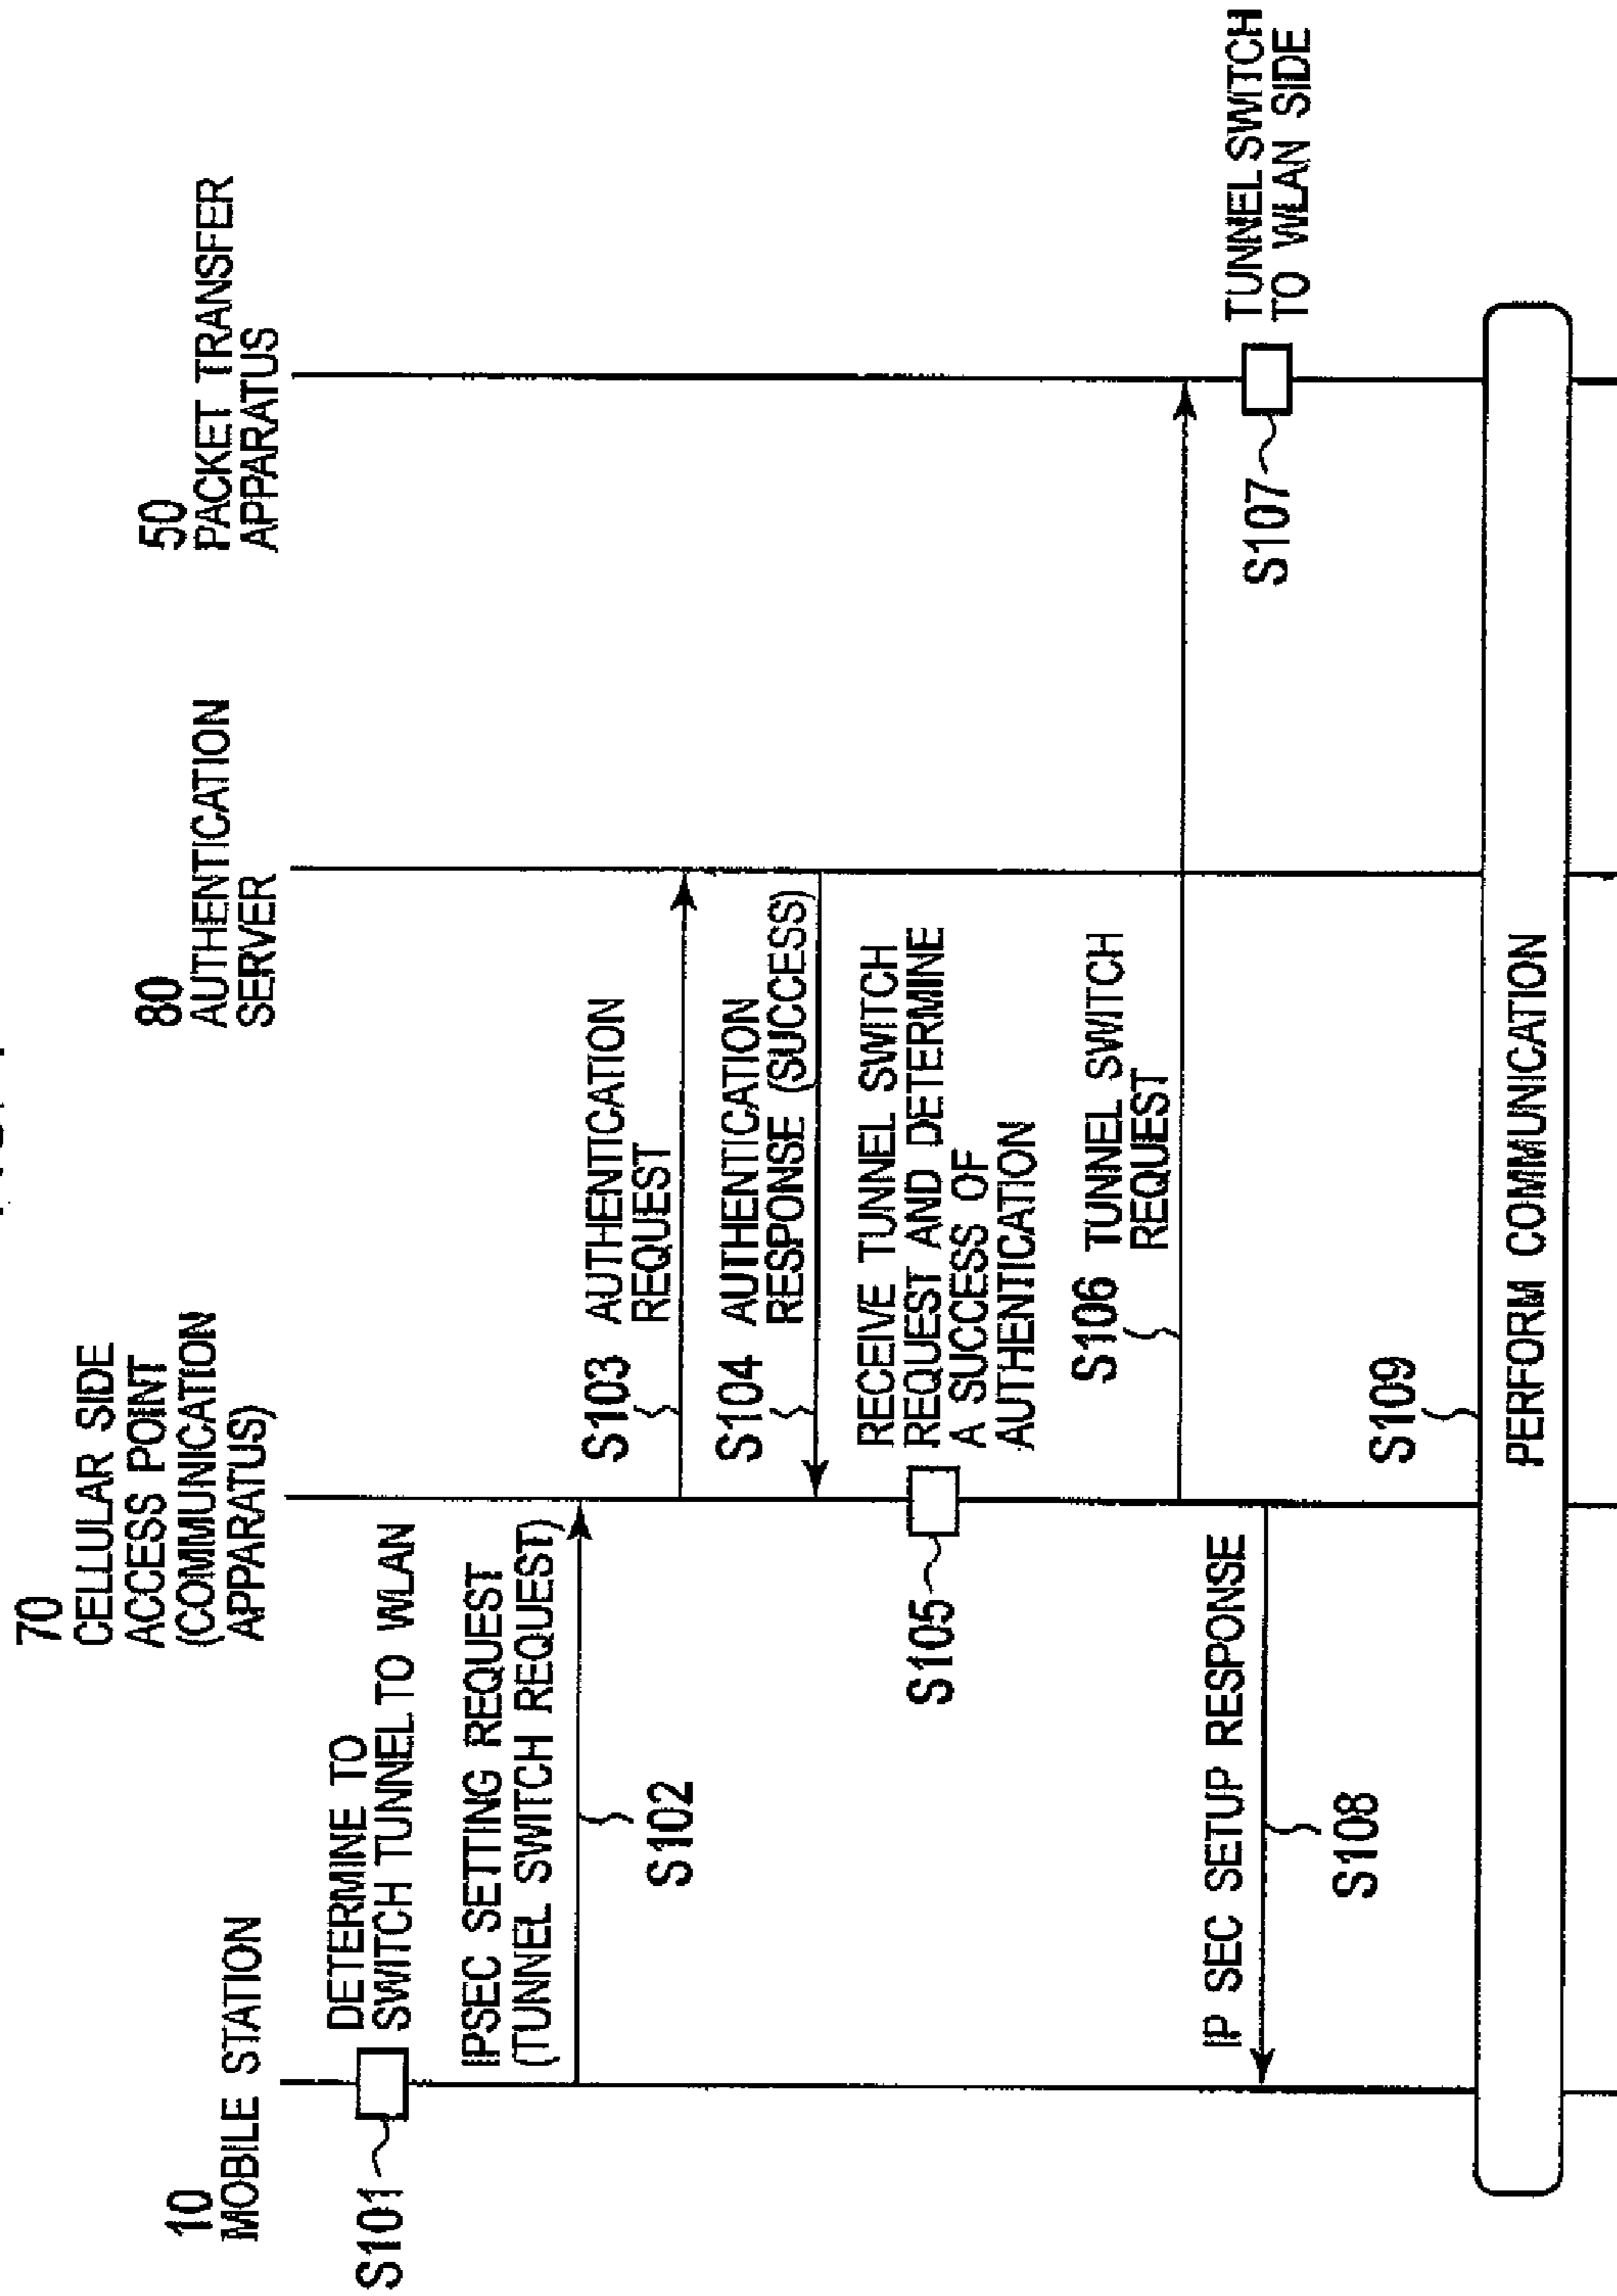 10
MOBILE STATION
70
CELLULAR SIDE
ACCESS POINT
(COMMUNICATION
APPARATUS)
80
AUTHENTICATION
SERVER
50
PACKET TRANSFER
APPARATUS
S101
DETERMINE TO
SWITCH TUNNEL TO WLAN
IPSEC SETTING REQUEST
(TUNNEL SWITCH REQUEST)
S102
S103 AUTHENTICATION
REQUEST
S104 AUTHENTICATION
RESPONSE (SUCCESS)
S105
RECEIVE TUNNEL SWITCH
REQUEST AND DETERMINE
A SUCCESS OF
AUTHENTICATION
S106 TUNNEL SWITCH
REQUEST
S107
TUNNEL SWITCH
TO WLAN SIDE
IP SEC SETUP RESPONSE
S108
S109
PERFORM COMMUNICATION